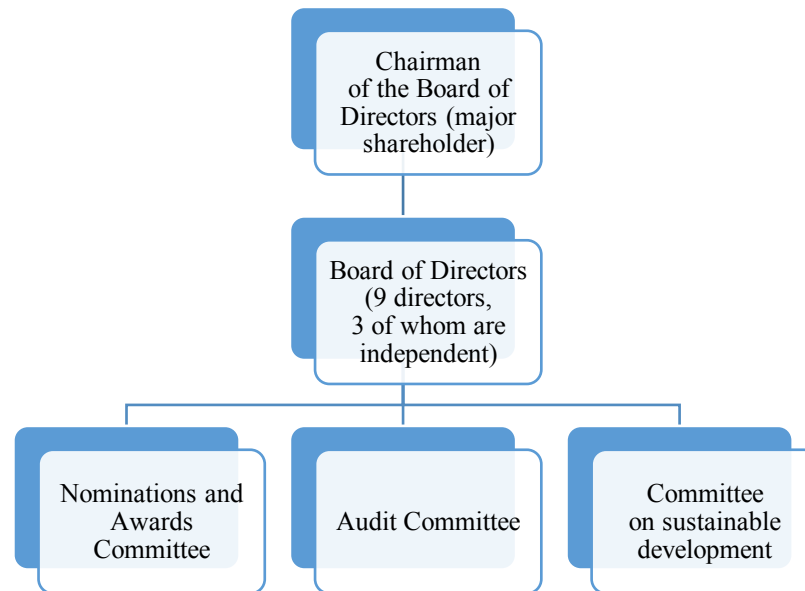 Chairman
of the Board of
Directors (major
shareholder)
Board of Directors
(9 directors,
3 of whom are
independent)
Nominations and
Awards
Committee
Audit Committee
Committee
on sustainable
development